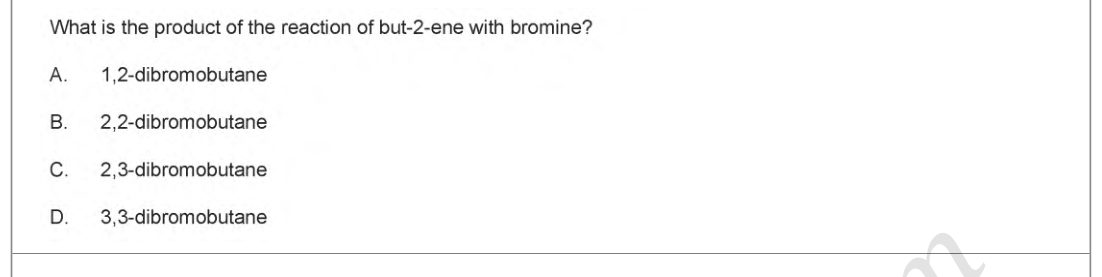 What is the product of the reaction of but-2-ene with bromine?
A. 1,2-dibromobutane
B. 2,2-dibromobutane
C. 2,3-dibromobutane
D. 3,3-dibromobutane